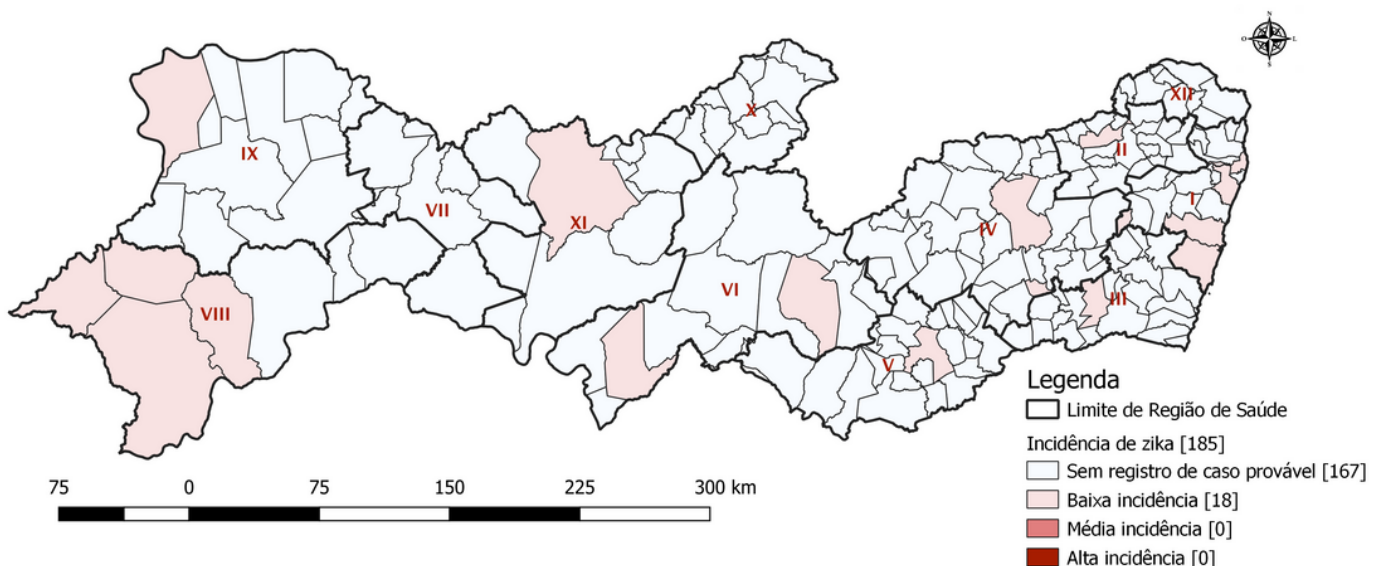 N
O L
S
XII
X
II
IX
I
VII
XI
IV
VI
III
VIII
V
Legenda
Limite de Região de Saúde
Incidência de zika [185]
Sem registro de caso provável [167]
Baixa incidência [18]
Média incidência [0]
Alta incidência [0]
75 0 75 150 225 300 km